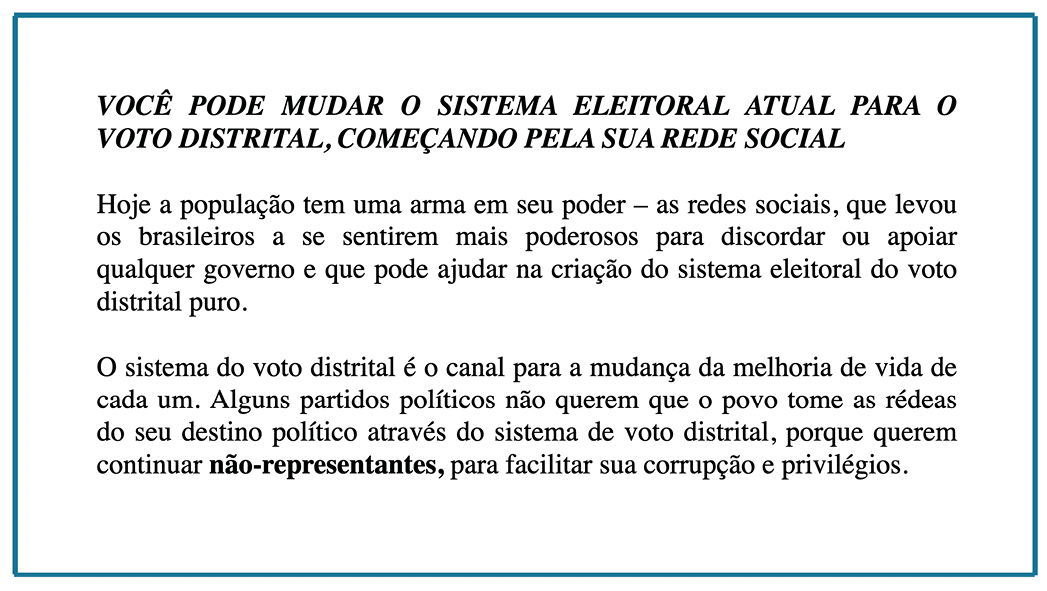 VOCÊ PODE MUDAR O SISTEMA ELEITORAL ATUAL PARA O
VOTO DISTRITAL, COMEÇANDO PELA SUA REDE SOCIAL
Hoje a população tem uma arma em seu poder – as redes sociais, que levou
os brasileiros a se sentirem mais poderosos para discordar ou apoiar
qualquer governo e que pode ajudar na criação do sistema eleitoral do voto
distrital puro.
O sistema do voto distrital é o canal para a mudança da melhoria de vida de
cada um. Alguns partidos políticos não querem que o povo tome as rédeas
do seu destino político através do sistema de voto distrital, porque querem
continuar não-representantes, para facilitar sua corrupção e privilégios.